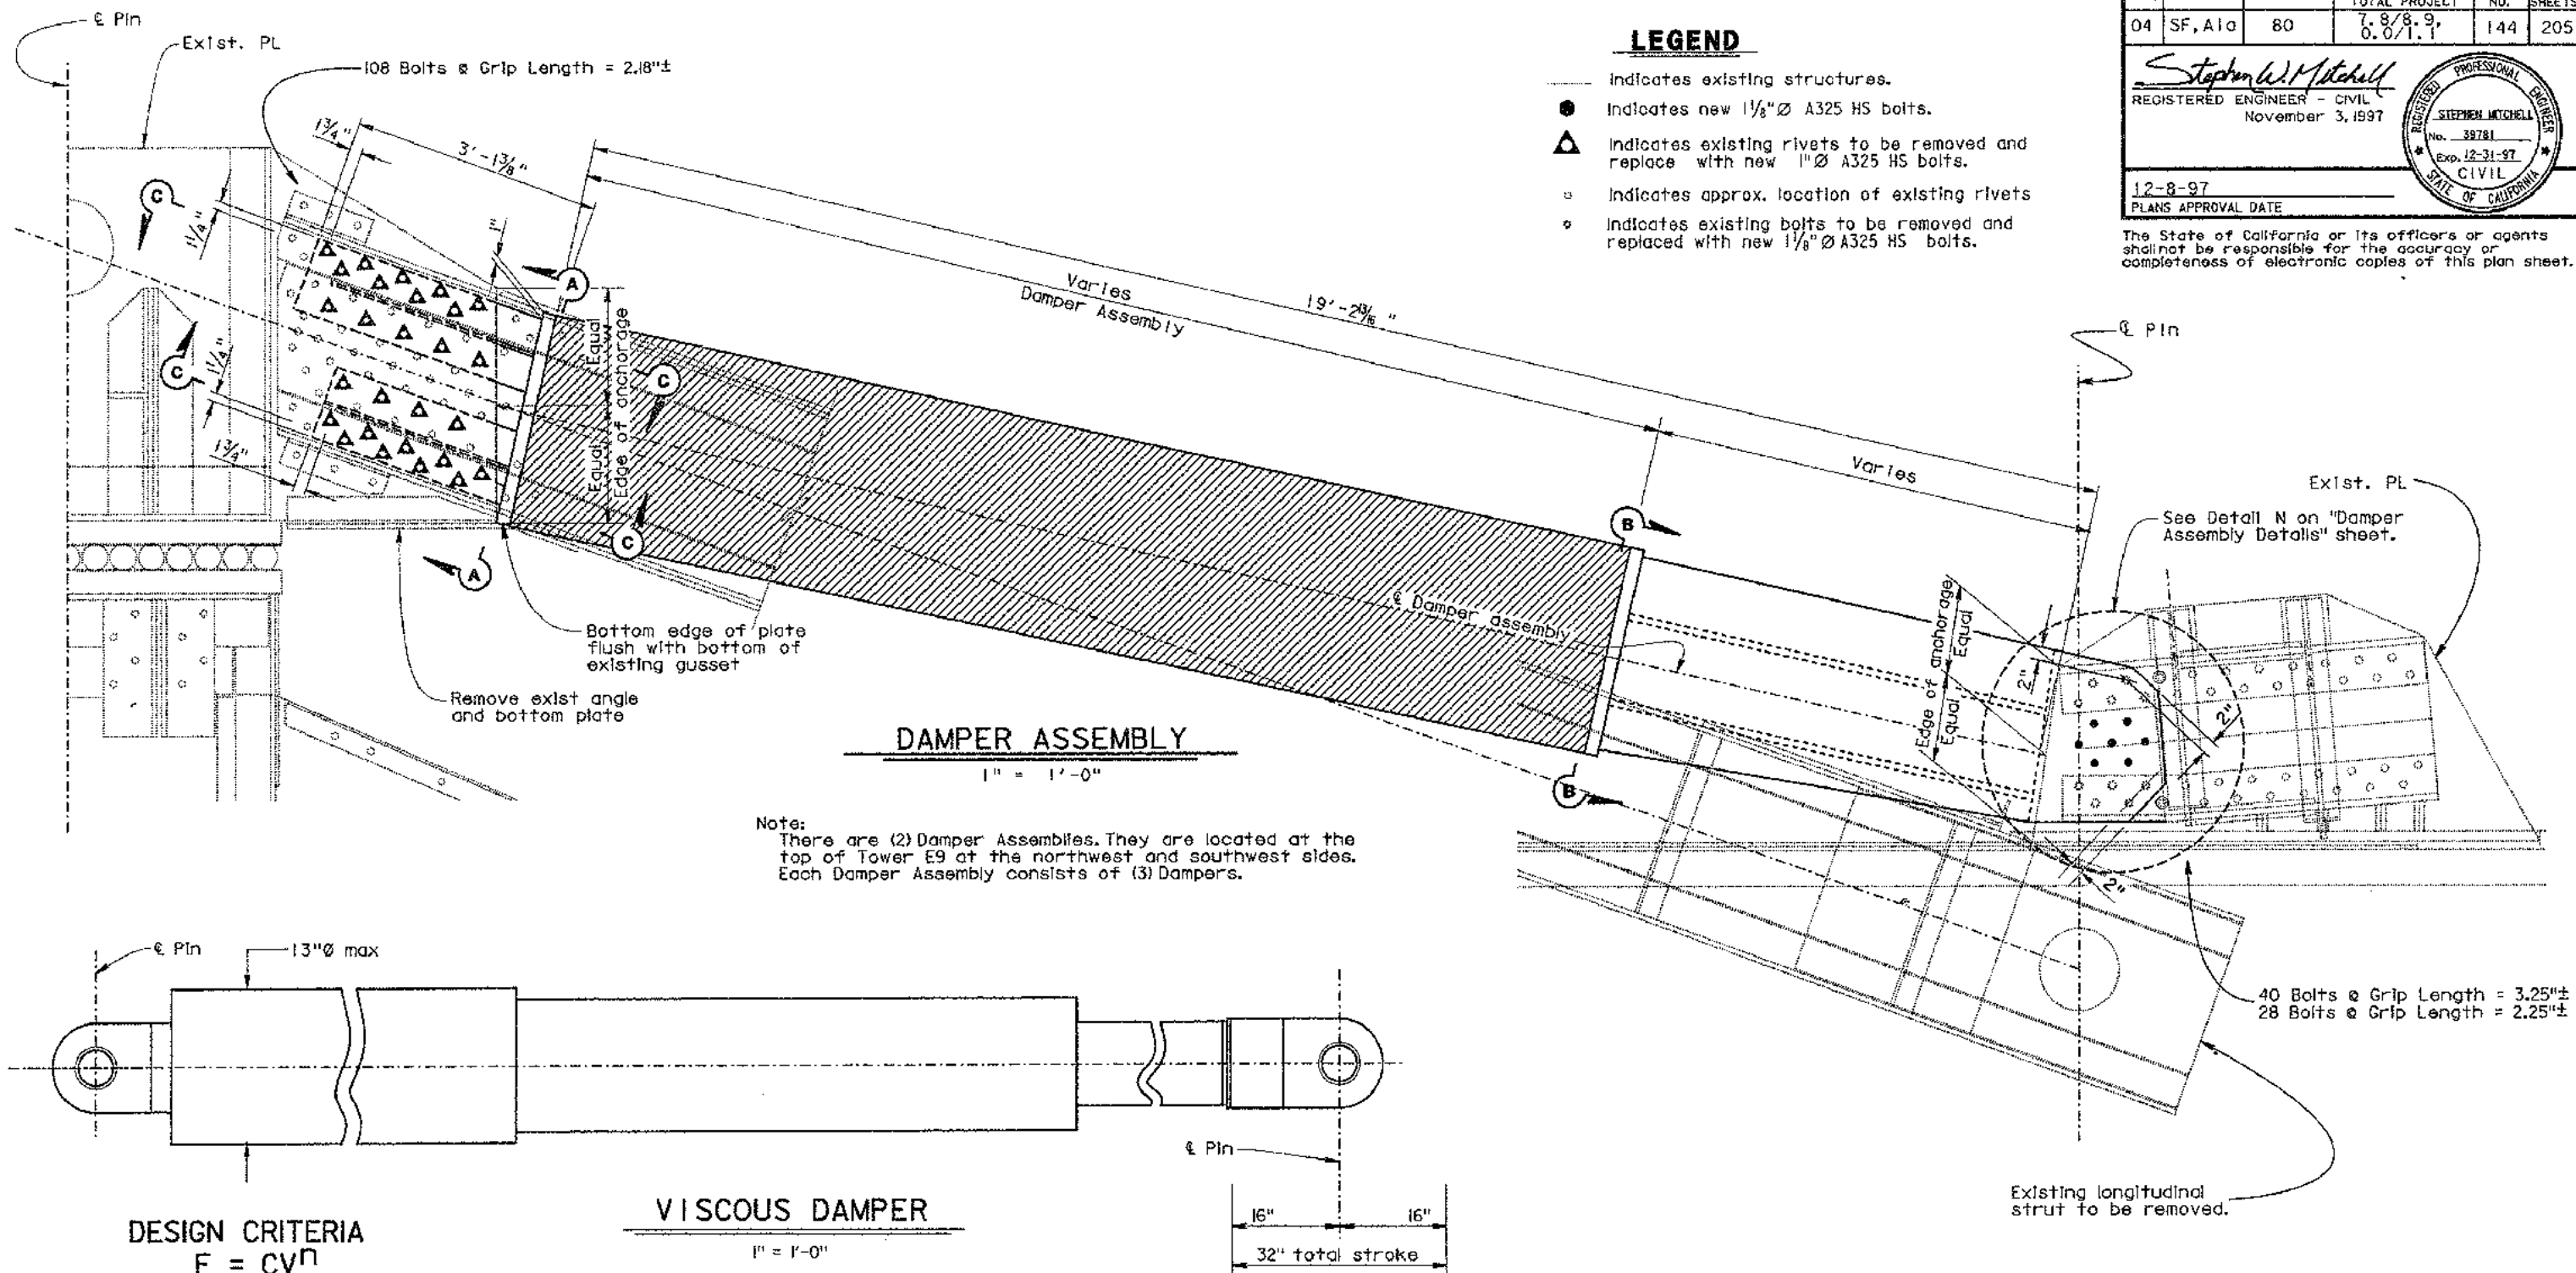 ℄ Pin
Exist. PL
108 Bolts @ Grip Length = 2.18"±
1¾"
3'-1⅜"
1¼"
1"
C
C
1¼"
1¾"
A
A
C
C
Equal
Equal
Edge of anchorage
Varies
Damper Assembly
19'-2 13/16"
Varies
B
B
℄ Damper assembly
Bottom edge of plate
flush with bottom of
existing gusset
Remove exist angle
and bottom plate
DAMPER ASSEMBLY
1" = 1'-0"
Note:
There are (2) Damper Assemblies. They are located at the
top of Tower E9 at the northwest and southwest sides.
Each Damper Assembly consists of (3) Dampers.
LEGEND
Indicates existing structures.
Indicates new 1⅛"Ø A325 HS bolts.
Indicates existing rivets to be removed and
replace with new 1"Ø A325 HS bolts.
Indicates approx. location of existing rivets
Indicates existing bolts to be removed and
replaced with new 1⅛"Ø A325 HS bolts.
TOTAL PROJECT NO. SHEETS
04 SF,Ala 80 7.8/8.9, 0.0/1.1 144 205
Stephen W. Mitchell
REGISTERED ENGINEER - CIVIL
November 3, 1997
REGISTERED PROFESSIONAL ENGINEER
STEPHEN MITCHELL
No. 39781
Exp. 12-31-97
CIVIL
STATE OF CALIFORNIA
12-8-97
PLANS APPROVAL DATE
The State of California or its officers or agents
shall not be responsible for the accuracy or
completeness of electronic copies of this plan sheet.
℄ Pin
Exist. PL
See Detail N on "Damper
Assembly Details" sheet.
Edge of anchorage
Equal
Equal
2"
2"
2"
40 Bolts @ Grip Length = 3.25"±
28 Bolts @ Grip Length = 2.25"±
Existing longitudinal
strut to be removed.
℄ Pin
13"Ø max
℄ Pin
VISCOUS DAMPER
1" = 1'-0"
16"
16"
32" total stroke
DESIGN CRITERIA
F = CVⁿ